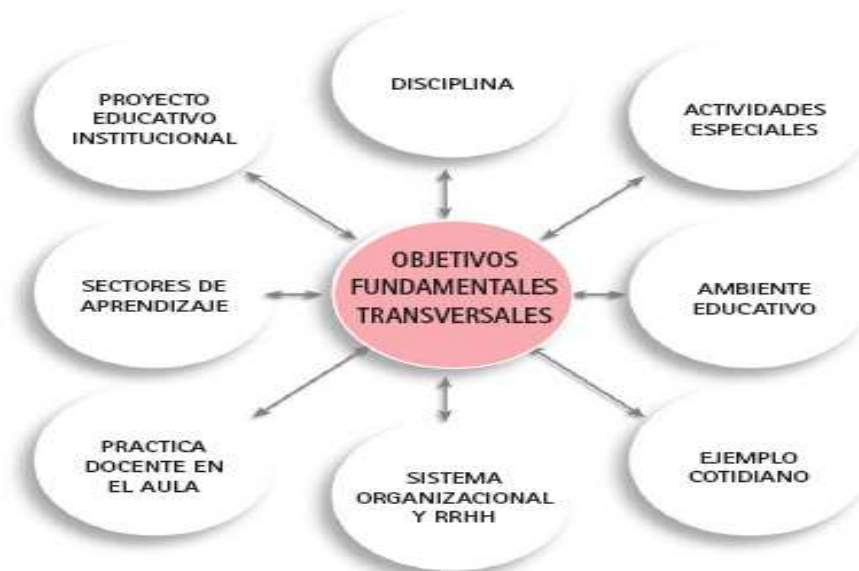 PROYECTO
EDUCATIVO
INSTITUCIONAL
DISCIPLINA
ACTIVIDADES
ESPECIALES
SECTORES DE
APRENDIZAJE
OBJETIVOS
FUNDAMENTALES
TRANSVERSALES
AMBIENTE
EDUCATIVO
PRACTICA
DOCENTE EN
EL AULA
SISTEMA
ORGANIZACIONAL
Y RRHH
EJEMPLO
COTIDIANO